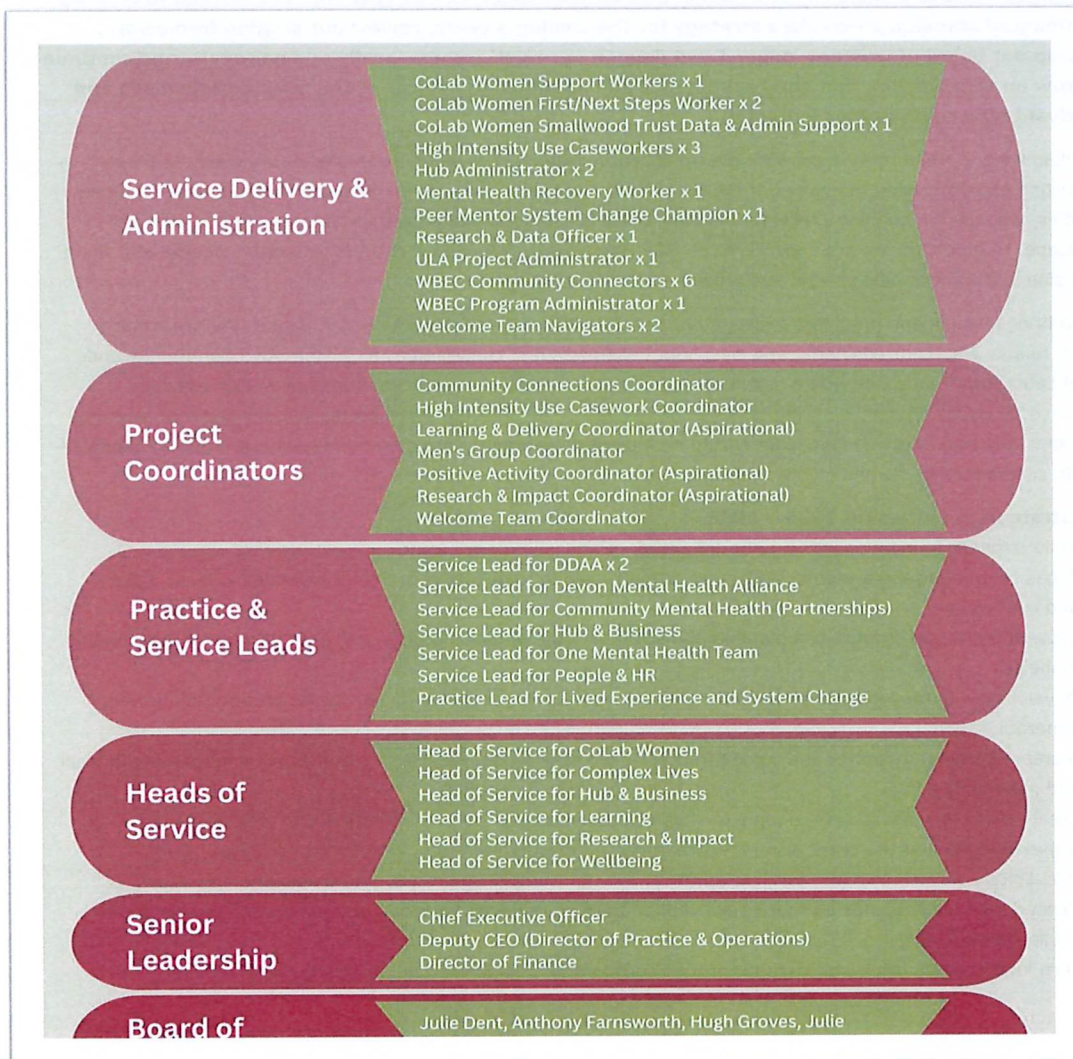 Service Delivery &
Administration
CoLab Women Support Workers x 1
CoLab Women First/Next Steps Worker x 2
CoLab Women Smallwood Trust Data & Admin Support x 1
High Intensity Use Caseworkers x 3
Hub Administrator x 2
Mental Health Recovery Worker x 1
Peer Mentor System Change Champion x 1
Research & Data Officer x 1
ULA Project Administrator x 1
WBEC Community Connectors x 6
WBEC Program Administrator x 1
Welcome Team Navigators x 2
Project
Coordinators
Community Connections Coordinator
High Intensity Use Casework Coordinator
Learning & Delivery Coordinator (Aspirational)
Men's Group Coordinator
Positive Activity Coordinator (Aspirational)
Research & Impact Coordinator (Aspirational)
Welcome Team Coordinator
Practice &
Service Leads
Service Lead for DDAA x 2
Service Lead for Devon Mental Health Alliance
Service Lead for Community Mental Health (Partnerships)
Service Lead for Hub & Business
Service Lead for One Mental Health Team
Service Lead for People & HR
Practice Lead for Lived Experience and System Change
Heads of
Service
Head of Service for CoLab Women
Head of Service for Complex Lives
Head of Service for Hub & Business
Head of Service for Learning
Head of Service for Research & Impact
Head of Service for Wellbeing
Senior
Leadership
Chief Executive Officer
Deputy CEO (Director of Practice & Operations)
Director of Finance
Board of
Julie Dent, Anthony Farnsworth, Hugh Groves, Julie